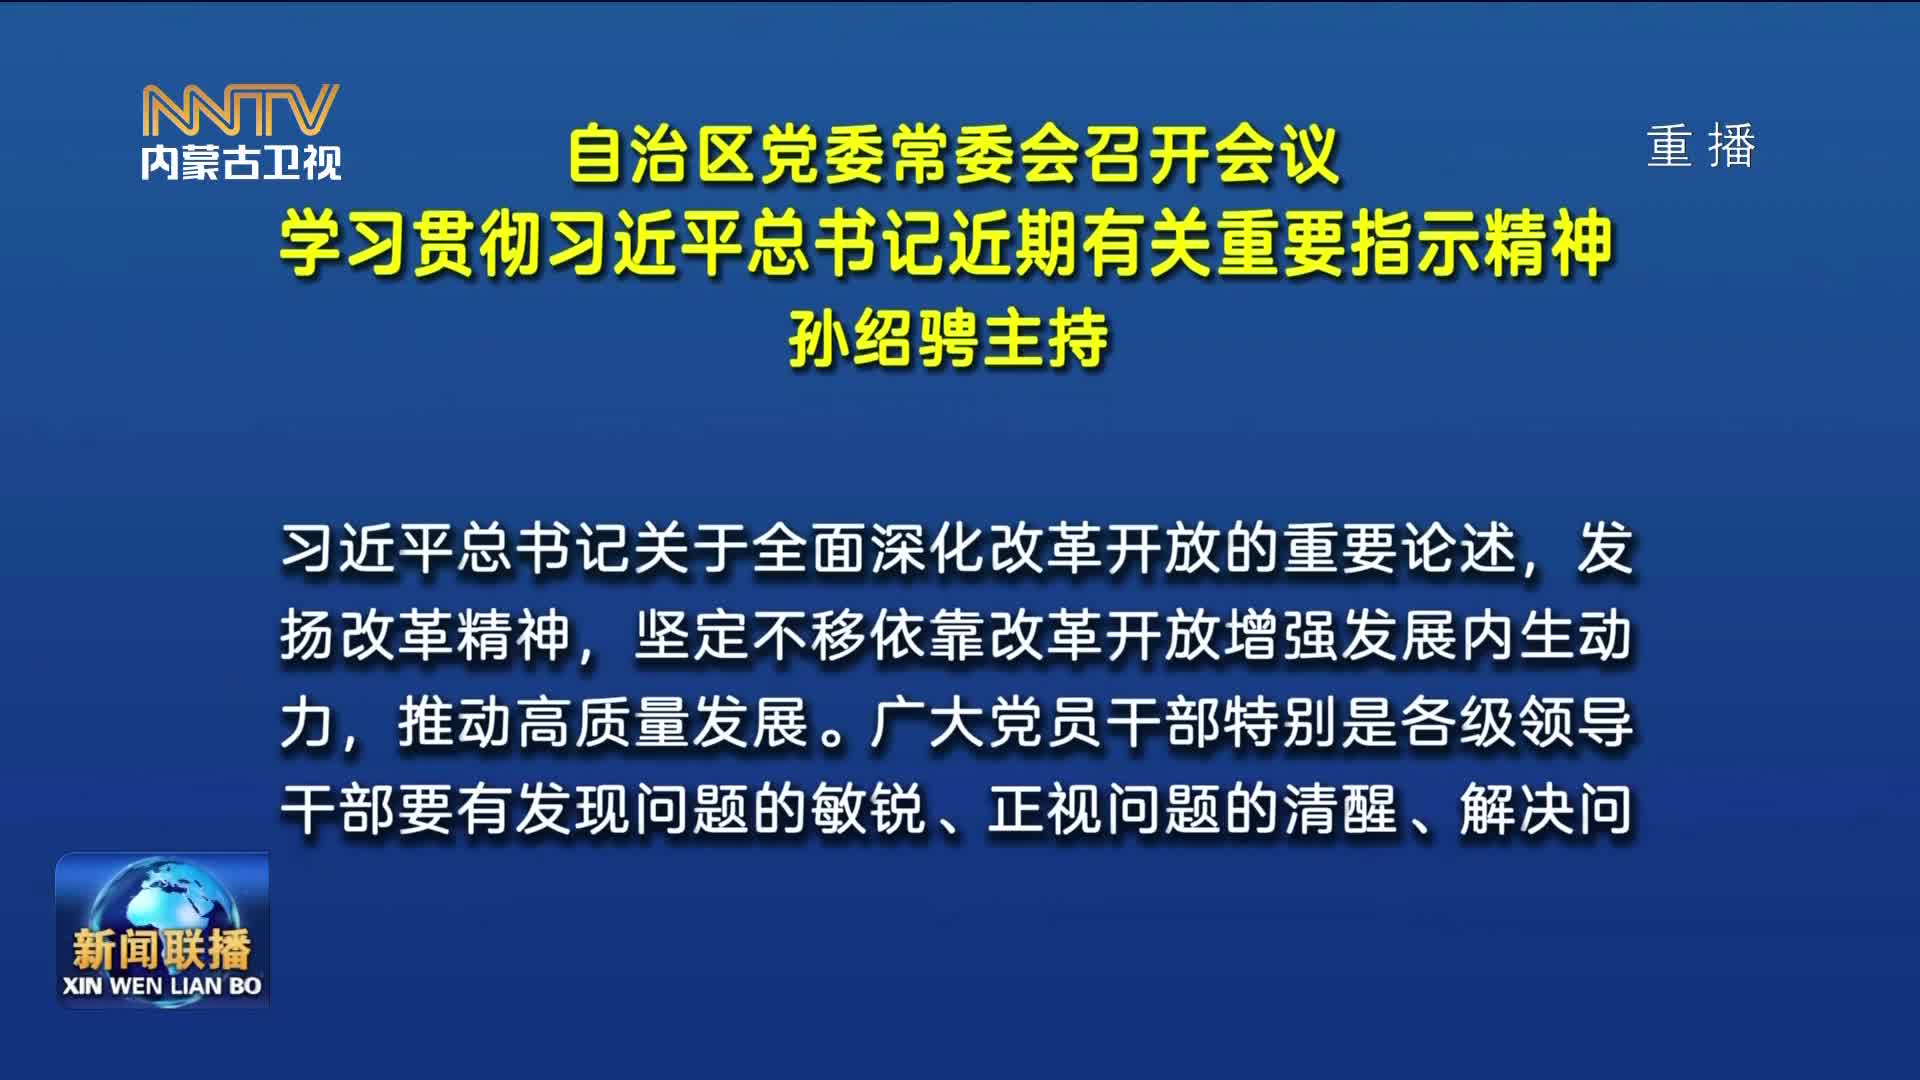 NNTV
内蒙古卫视
重播
自治区党委常委会召开会议
学习贯彻习近平总书记近期有关重要指示精神
孙绍骋主持
习近平总书记关于全面深化改革开放的重要论述，发
扬改革精神，坚定不移依靠改革开放增强发展内生动
力，推动高质量发展。广大党员干部特别是各级领导
干部要有发现问题的敏锐、正视问题的清醒、解决问
新闻联播
XIN WEN LIAN BO